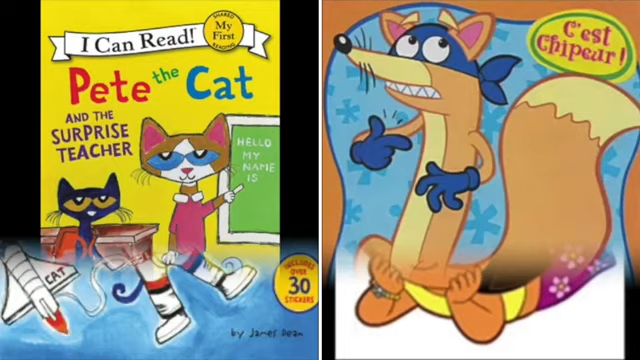 I Can Read!
SHARED
My
First
READING
Pete the Cat
AND THE
SURPRISE
TEACHER
HELLO
MY
NAME
IS
CAT
INCLUDES
OVER
30
STICKERS
by James Dean
C'est
Chipeur!